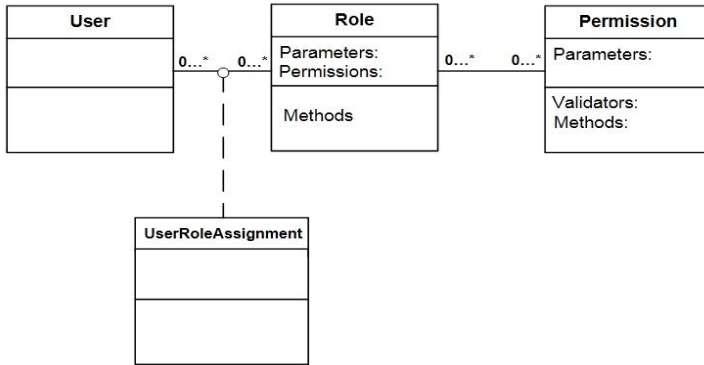 User
Role
Permission
Parameters:
Permissions:
Parameters:
0...*
0...*
0...*
0...*
Methods
Validators:
Methods:
UserRoleAssignment